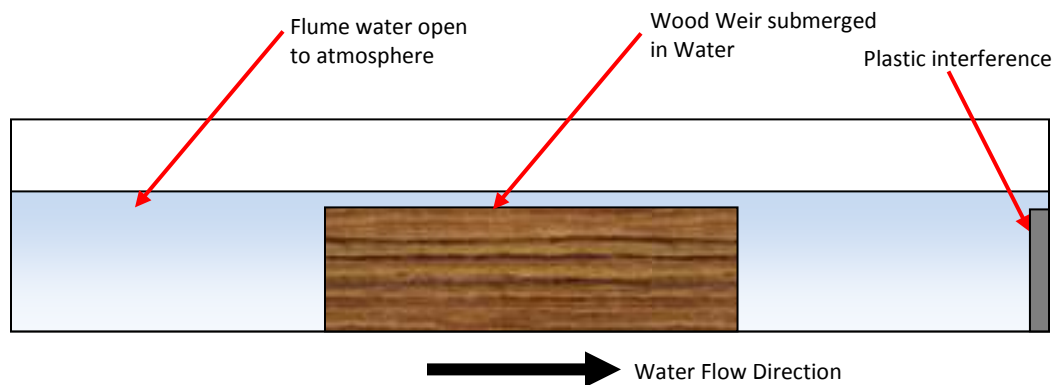 Flume water open
to atmosphere
Wood Weir submerged
in Water
Plastic interference
Water Flow Direction